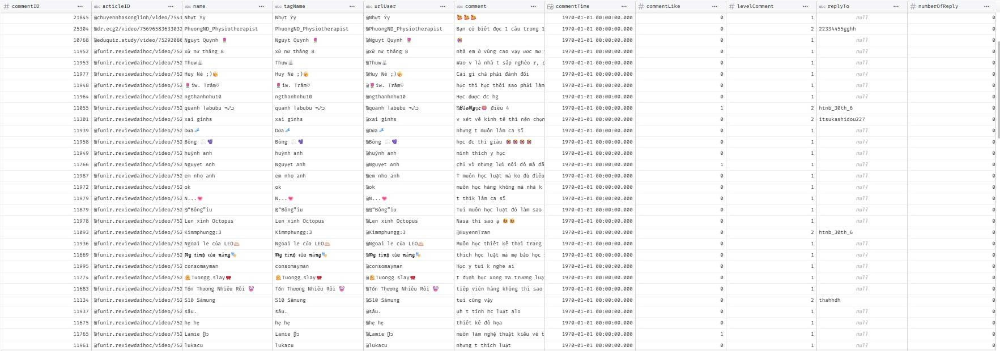 commentID articleID name tagName urlUser comment commentTime commentLike levelComment replyTo numberOfReply
21845 @chuyennhasonglinh/video/7541 Nhựt Ýy Nhựt Ýy @Nhựt Ýy 🥰🥰🥰 1970-01-01 00:00:00.000 0 1 null 0
25304 @dr.ecg2/video/75696583633032 PhuongND_Physiotherapist PhuongND_Physiotherapist @PhuongND_Physiotherapist Bạn có biết đọc 1 câu trong 1 1970-01-01 00:00:00.000 0 2 22334455gghh 0
10768 @eduquiz.study/video/75292080 Nguyt Quynh 🌷 Nguyt Quynh 🌷 @Nguyt Quynh 🌷 😭 1970-01-01 00:00:00.000 0 1 null 0
11952 @funir.reviewdaihoc/video/752 xử nữ tháng 8 xử nữ tháng 8 @xử nữ tháng 8 nhà em ở vùng cao vậy ước mơ 1970-01-01 00:00:00.000 0 1 null 0
11953 @funir.reviewdaihoc/video/752 Thuw🐰 Thuw🐰 @Thuw🐰 Wao v là nhà t sắp nghèo r, 1970-01-01 00:00:00.000 0 1 null 0
11977 @funir.reviewdaihoc/video/752 Huy Nè ;)🤭 Huy Nè ;)🤭 @Huy Nè ;)🤭 Cái gì chả phải đánh đổi 1970-01-01 00:00:00.000 0 1 null 0
11948 @funir.reviewdaihoc/video/752 🌷iw. Trâm♡ 🌷iw. Trâm♡ @🌷iw. Trâm♡ học thì học thôi sao phải làm 1970-01-01 00:00:00.000 0 1 null 0
11964 @funir.reviewdaihoc/video/752 ngthanhnhu10 ngthanhnhu10 @ngthanhnhu10 Học dược đc hg 1970-01-01 00:00:00.000 0 1 null 0
11055 @funir.reviewdaihoc/video/752 quanh labubu quanh labubu @quanh labubu @BảoNgọc điều 4 1970-01-01 00:00:00.000 1 2 htnb_30th_6 0
11301 @funir.reviewdaihoc/video/752 xai ginhs xai ginhs @xai ginhs v xét về kinh tế thì nên chọn 1970-01-01 00:00:00.000 0 2 itsukashidou227 0
11939 @funir.reviewdaihoc/video/752 Dứa💤 Dứa💤 @Dứa💤 nhưng t muốn làm ca sĩ 1970-01-01 00:00:00.000 0 1 null 0
11958 @funir.reviewdaihoc/video/752 Bông 🍇 Bông 🍇 @Bông 🍇 học đc thì giàu 😭😭😭😭 1970-01-01 00:00:00.000 0 1 null 0
11949 @funir.reviewdaihoc/video/752 huỳnh anh huỳnh anh @huỳnh anh mình thích y học 1970-01-01 00:00:00.000 0 1 null 0
11766 @funir.reviewdaihoc/video/752 Nguyệt Anh Nguyệt Anh @Nguyệt Anh chỉ vì những lời nói đó mà đã 1970-01-01 00:00:00.000 1 1 null 0
11987 @funir.reviewdaihoc/video/752 em nho anh em nho anh @em nho anh T muốn học luật mà ko đủ điều 1970-01-01 00:00:00.000 0 1 null 0
11972 @funir.reviewdaihoc/video/752 ok ok @ok muốn học hàng không mà nhà k 1970-01-01 00:00:00.000 0 1 null 0
11979 @funir.reviewdaihoc/video/752 N...💗 N...💗 @N...💗 t thik làm ca sĩ 1970-01-01 00:00:00.000 0 1 null 0
11879 @funir.reviewdaihoc/video/752 @“Bông”iu @“Bông”iu @@“Bông”iu Tui muốn học luật đó làm sao 1970-01-01 00:00:00.000 0 1 null 0
11978 @funir.reviewdaihoc/video/752 Len xinh Octopus Len xinh Octopus @Len xinh Octopus Nasa thì sao ạ 🥺🥺 1970-01-01 00:00:00.000 0 1 null 0
11093 @funir.reviewdaihoc/video/752 Kimmphungg:3 Kimmphungg:3 @Kimmphungg:3 @HuyennTran 1970-01-01 00:00:00.000 0 2 htnb_30th_6 0
11936 @funir.reviewdaihoc/video/752 Ngoai le của LEO🫶🏻 Ngoai le của LEO🫶🏻 @Ngoai le của LEO🫶🏻 Muốn học thiết kế thời trang 1970-01-01 00:00:00.000 0 1 null 0
11669 @funir.reviewdaihoc/video/752 𝕹𝖌 𝖙ì𝖓𝖍 𝖈ủ𝖆 𝖓ắ𝖓𝖌 𝕹𝖌 𝖙ì𝖓𝖍 𝖈ủ𝖆 𝖓ắ𝖓𝖌 @𝕹𝖌 𝖙ì𝖓𝖍 𝖈ủ𝖆 𝖓ắ𝖓𝖌 thích học luật mà mẹ bảo học 1970-01-01 00:00:00.000 0 1 null 0
11995 @funir.reviewdaihoc/video/752 consomayman consomayman @consomayman Học y tui k nghe ai 1970-01-01 00:00:00.000 0 1 null 0
11774 @funir.reviewdaihoc/video/752 🫠Tuongg slay🎀 🫠Tuongg slay🎀 @🫠Tuongg slay🎀 t định học xong ra trường luậ 1970-01-01 00:00:00.000 0 1 null 0
11683 @funir.reviewdaihoc/video/752 Tổn Thương Nhiều Rồi Tổn Thương Nhiều Rồi @Tổn Thương Nhiều Rồi tiếp viên hàng không thì sao 1970-01-01 00:00:00.000 0 1 null 0
11134 @funir.reviewdaihoc/video/752 S10 Sămung S10 Sămung @S10 Sămung tui cũng vậy 1970-01-01 00:00:00.000 0 2 thahhdh 0
11937 @funir.reviewdaihoc/video/752 sâu. sâu. @sâu. uh t tính hc luật alo 1970-01-01 00:00:00.000 0 1 null 0
11675 @funir.reviewdaihoc/video/752 hẹ hẹ hẹ hẹ @hẹ hẹ thiết kế đồ họa 1970-01-01 00:00:00.000 0 1 null 0
11765 @funir.reviewdaihoc/video/752 Lamie Lamie @Lamie muốn làm nghệ thuật kiểu vẽ t 1970-01-01 00:00:00.000 1 1 null 0
11961 @funir.reviewdaihoc/video/752 lukacu lukacu @lukacu nhưng t thích luật 1970-01-01 00:00:00.000 0 1 null 0